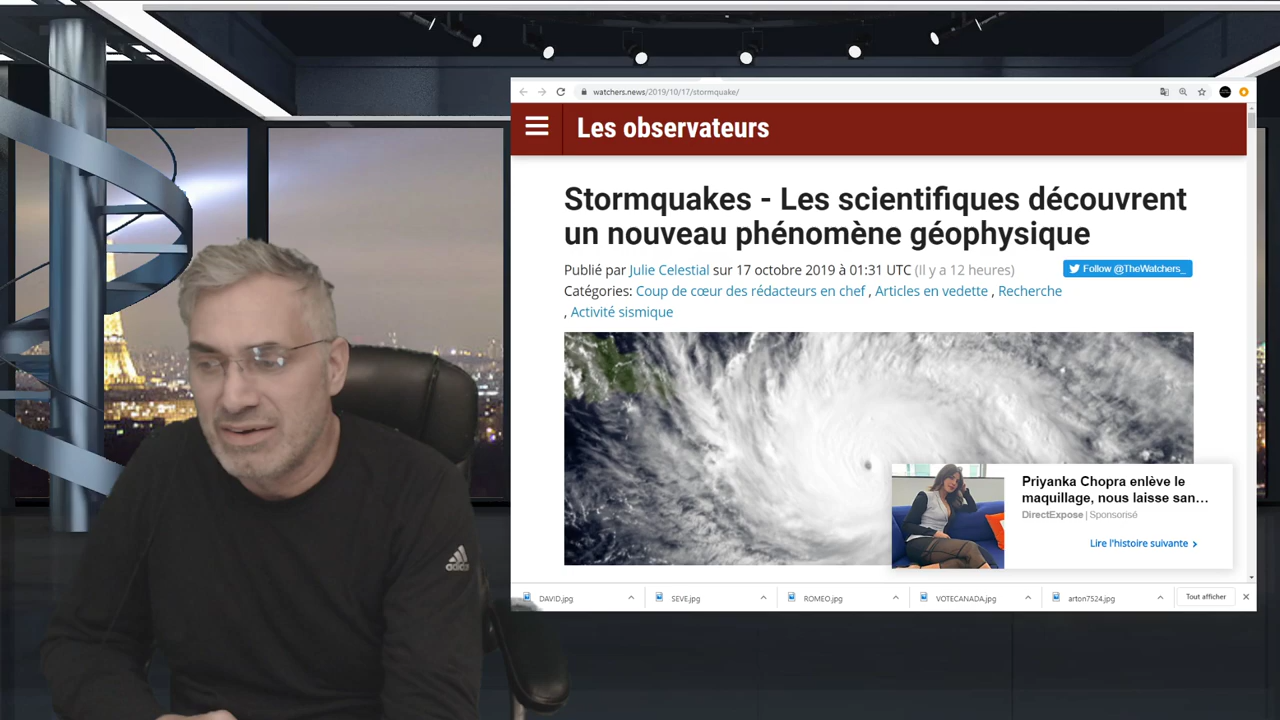 watchers.news/2019/10/17/stormquake/
Les observateurs
Stormquakes - Les scientifiques découvrent
un nouveau phénomène géophysique
Publié par Julie Celestial sur 17 octobre 2019 à 01:31 UTC (Il y a 12 heures)
Follow @TheWatchers_
Catégories: Coup de cœur des rédacteurs en chef , Articles en vedette , Recherche
, Activité sismique
Priyanka Chopra enlève le
maquillage, nous laisse san…
DirectExpose | Sponsorisé
Lire l'histoire suivante
adidas
DAVID.jpg
SEVE.jpg
ROMEO.jpg
VOTECANADA.jpg
arton7524.jpg
Tout afficher